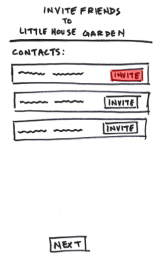 INVITE FRIENDS
TO
LITTLE HOUSE GARDEN
CONTACTS:
INVITE
INVITE
INVITE
NEXT